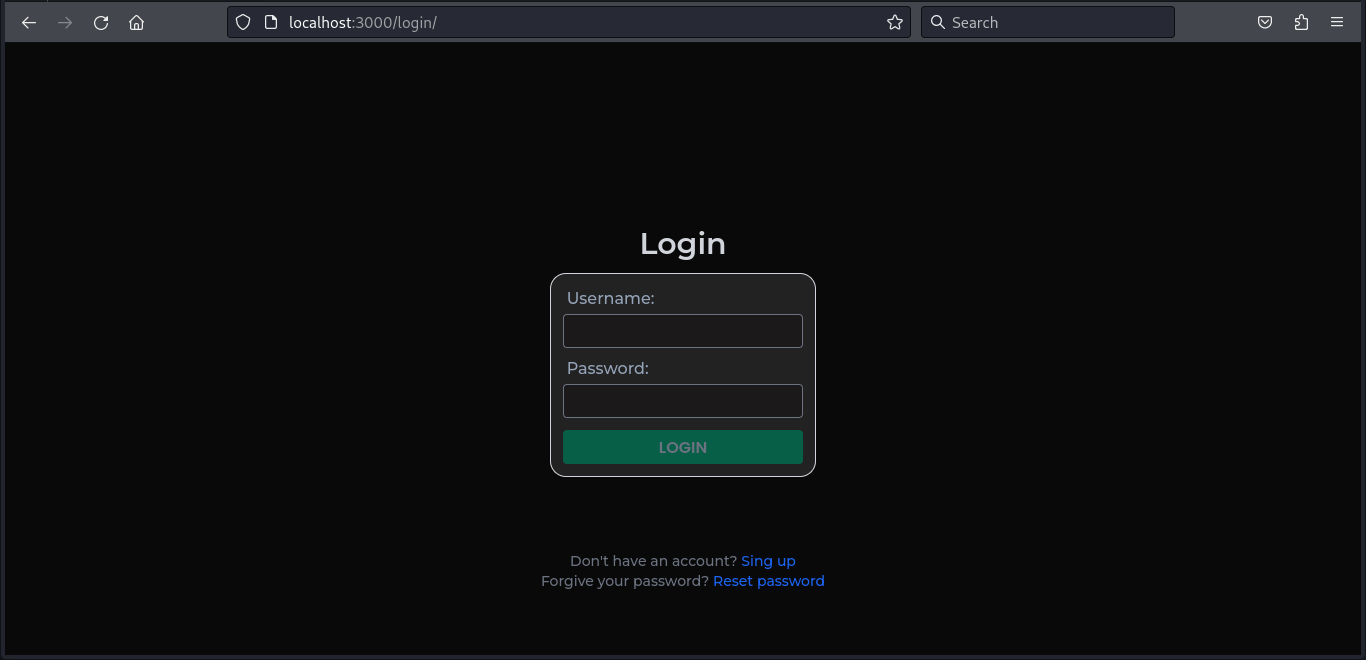 localhost:3000/login/
Search
Login
Username:
Password:
LOGIN
Don't have an account? Sing up
Forgive your password? Reset password